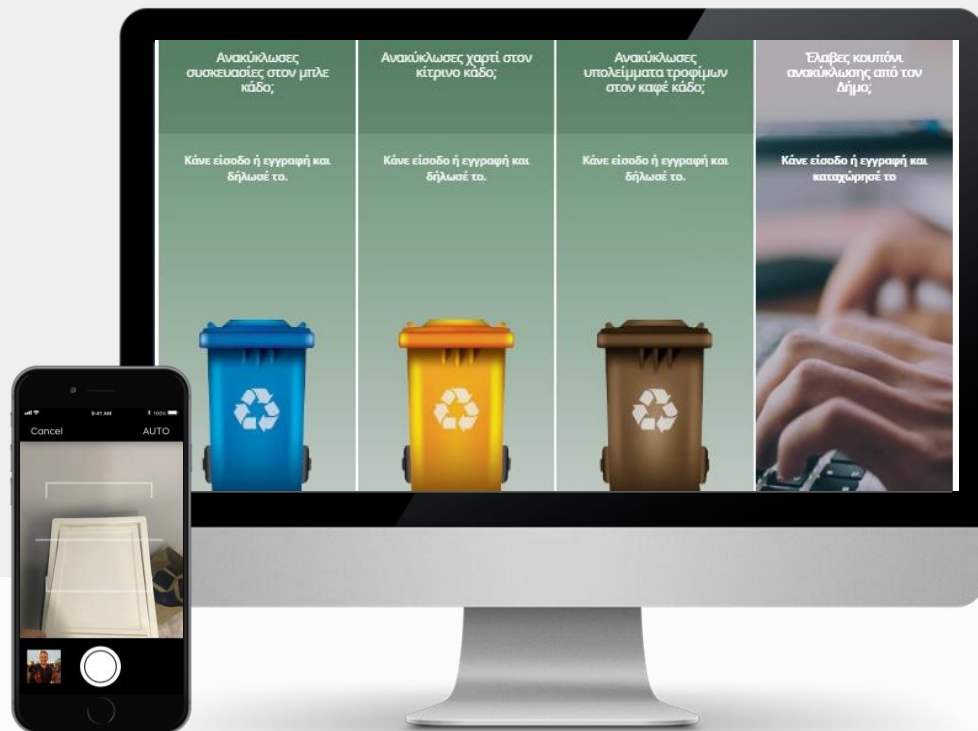 Ανακύκλωσες
συσκευασίες στον μπλε
κάδο;
Κάνε είσοδο ή εγγραφή και
δήλωσέ το.
Ανακύκλωσες χαρτί στον
κίτρινο κάδο;
Κάνε είσοδο ή εγγραφή και
δήλωσέ το.
Ανακύκλωσες
υπολείμματα τροφίμων
στον καφέ κάδο;
Κάνε είσοδο ή εγγραφή και
δήλωσέ το.
Έλαβες κουπόνι
ανακύκλωσης από τον
Δήμο;
Κάνε είσοδο ή εγγραφή και
καταχώρησέ το
9:41 AM 100%
Cancel AUTO